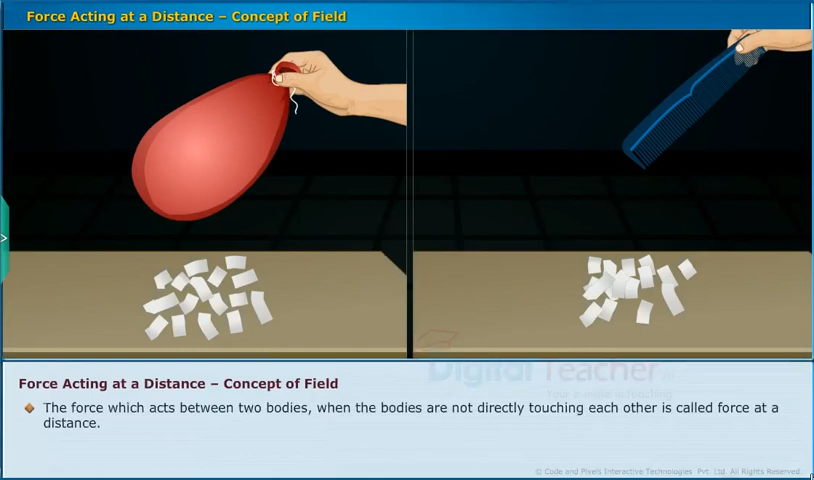 Force Acting at a Distance – Concept of Field
Digital Teacher
Force Acting at a Distance – Concept of Field
The force which acts between two bodies, when the bodies are not directly touching each other is called force at a
distance.
© Code and Pixels Interactive Technologies Pvt. Ltd. All Rights Reserved.